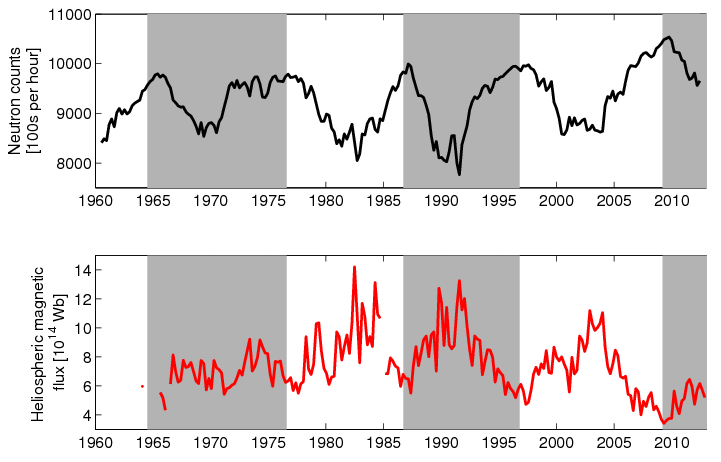 Neutron counts
[100s per hour]
11000
10000
9000
8000
1960 1965 1970 1975 1980 1985 1990 1995 2000 2005 2010
Heliospheric magnetic
flux [10^14 Wb]
14
12
10
8
6
4
1960 1965 1970 1975 1980 1985 1990 1995 2000 2005 2010